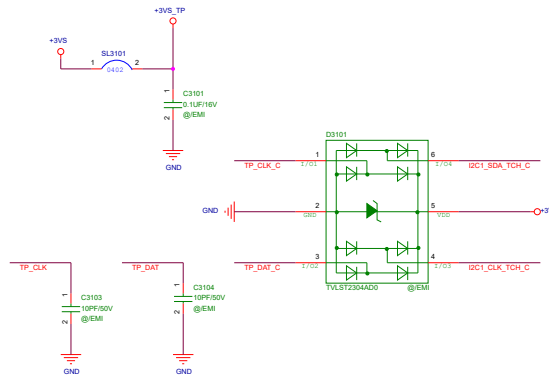 +3VS_TP
+3VS
SL3101
1 2
0402
1
C3101
0.1UF/16V
2
@/EMI
GND
D3101
TP_CLK_C 1 I/O1 6 I/O4 I2C1_SDA_TCH_C
GND 2 GND 5 VDD +3
TP_DAT_C 3 I/O2 4 I/O3 I2C1_CLK_TCH_C
TVLST2304AD0 @/EMI
TP_CLK
TP_DAT
1
C3103
10PF/50V
2
@/EMI
GND
1
C3104
10PF/50V
2
@/EMI
GND